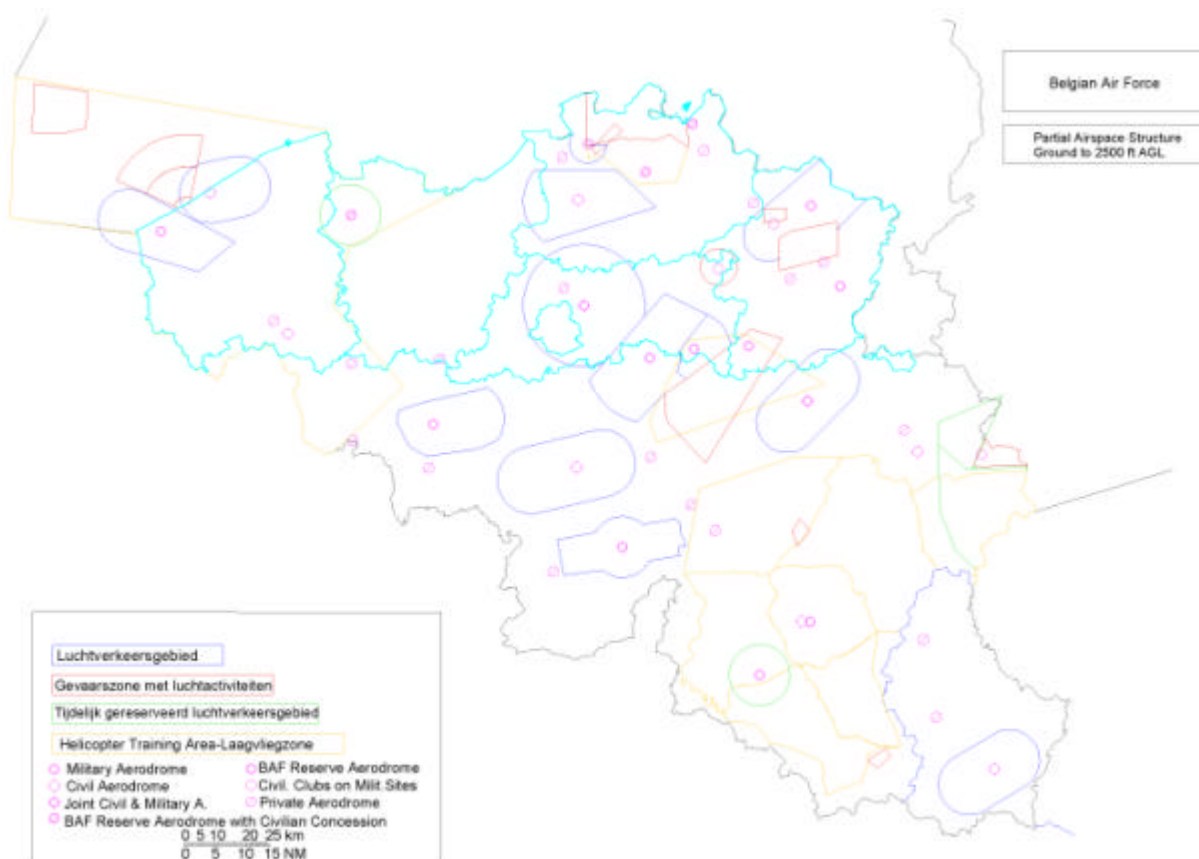 Belgian Air Force
Partial Airspace Structure
Ground to 2500 ft AGL
Luchtverkeersgebied
Gevaarszone met luchtactiviteiten
Tijdelijk gereserveerd luchtverkeersgebied
Helicopter Training Area-Laagvliegzone
Military Aerodrome
BAF Reserve Aerodrome
Civil Aerodrome
Civil. Clubs on Milit Sites
Joint Civil & Military A.
Private Aerodrome
BAF Reserve Aerodrome with Civilian Concession
0 5 10 20 25 km
0 5 10 15 NM